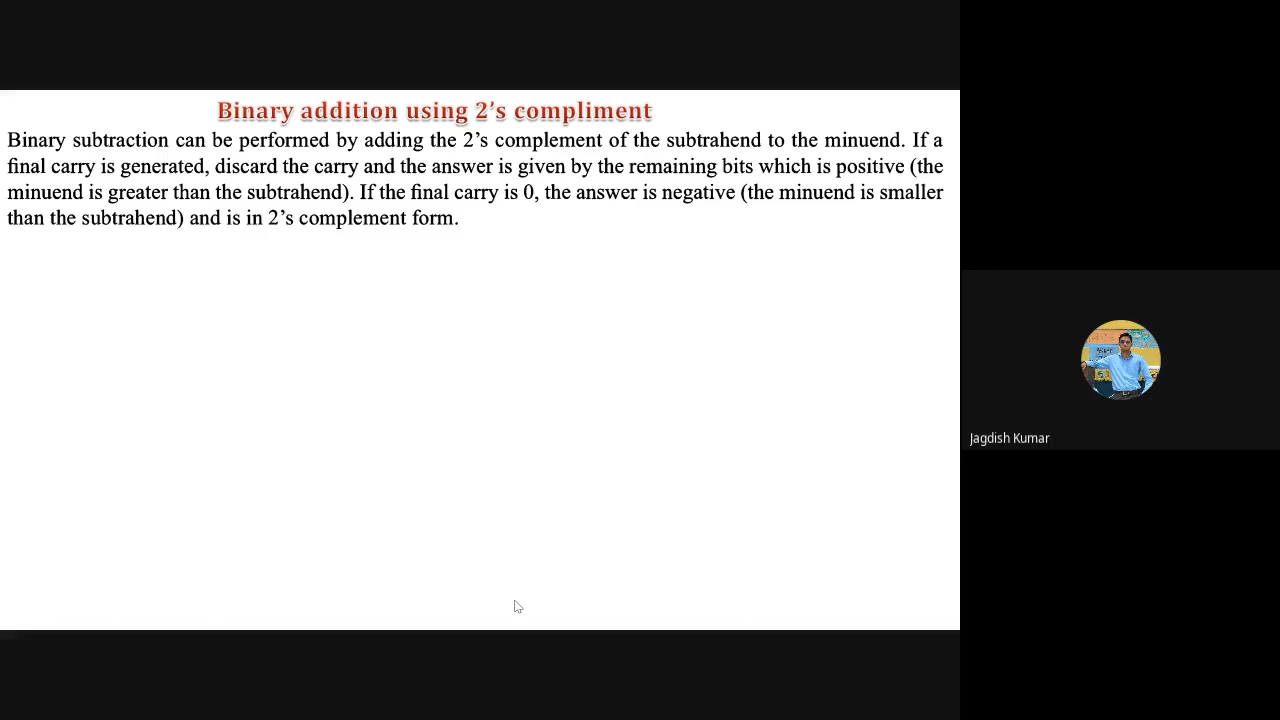 Binary addition using 2’s compliment
Binary subtraction can be performed by adding the 2’s complement of the subtrahend to the minuend. If a
final carry is generated, discard the carry and the answer is given by the remaining bits which is positive (the
minuend is greater than the subtrahend). If the final carry is 0, the answer is negative (the minuend is smaller
than the subtrahend) and is in 2’s complement form.
Jagdish Kumar